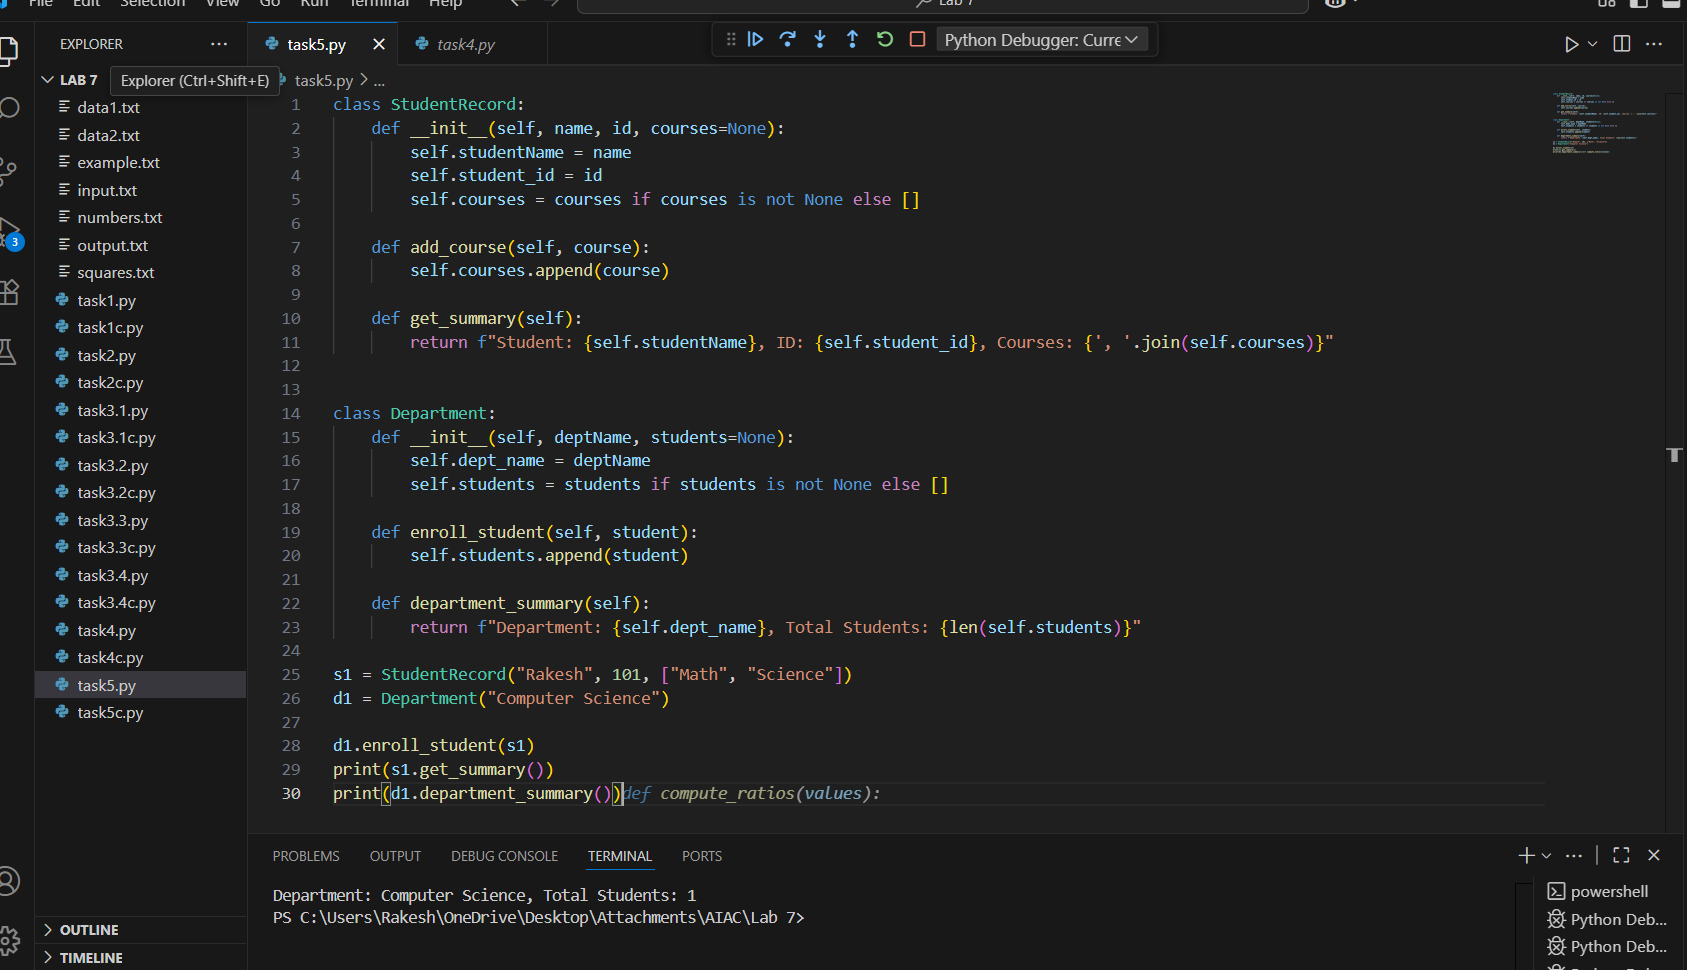 File Edit Selection View Go Run Terminal Help
Lab 7
EXPLORER
task5.py
task4.py
Python Debugger: Curre
LAB 7
Explorer (Ctrl+Shift+E)
task5.py > ...
data1.txt
data2.txt
example.txt
input.txt
numbers.txt
output.txt
squares.txt
task1.py
task1c.py
task2.py
task2c.py
task3.1.py
task3.1c.py
task3.2.py
task3.2c.py
task3.3.py
task3.3c.py
task3.4.py
task3.4c.py
task4.py
task4c.py
task5.py
task5c.py
OUTLINE
TIMELINE
3
1 class StudentRecord:
2     def __init__(self, name, id, courses=None):
3         self.studentName = name
4         self.student_id = id
5         self.courses = courses if courses is not None else []
6
7     def add_course(self, course):
8         self.courses.append(course)
9
10     def get_summary(self):
11         return f"Student: {self.studentName}, ID: {self.student_id}, Courses: {', '.join(self.courses)}"
12
13
14 class Department:
15     def __init__(self, deptName, students=None):
16         self.dept_name = deptName
17         self.students = students if students is not None else []
18
19     def enroll_student(self, student):
20         self.students.append(student)
21
22     def department_summary(self):
23         return f"Department: {self.dept_name}, Total Students: {len(self.students)}"
24
25 s1 = StudentRecord("Rakesh", 101, ["Math", "Science"])
26 d1 = Department("Computer Science")
27
28 d1.enroll_student(s1)
29 print(s1.get_summary())
30 print(d1.department_summary())def compute_ratios(values):
PROBLEMS OUTPUT DEBUG CONSOLE TERMINAL PORTS
Department: Computer Science, Total Students: 1
PS C:\Users\Rakesh\OneDrive\Desktop\Attachments\AIAC\Lab 7>
powershell
Python Deb...
Python Deb...